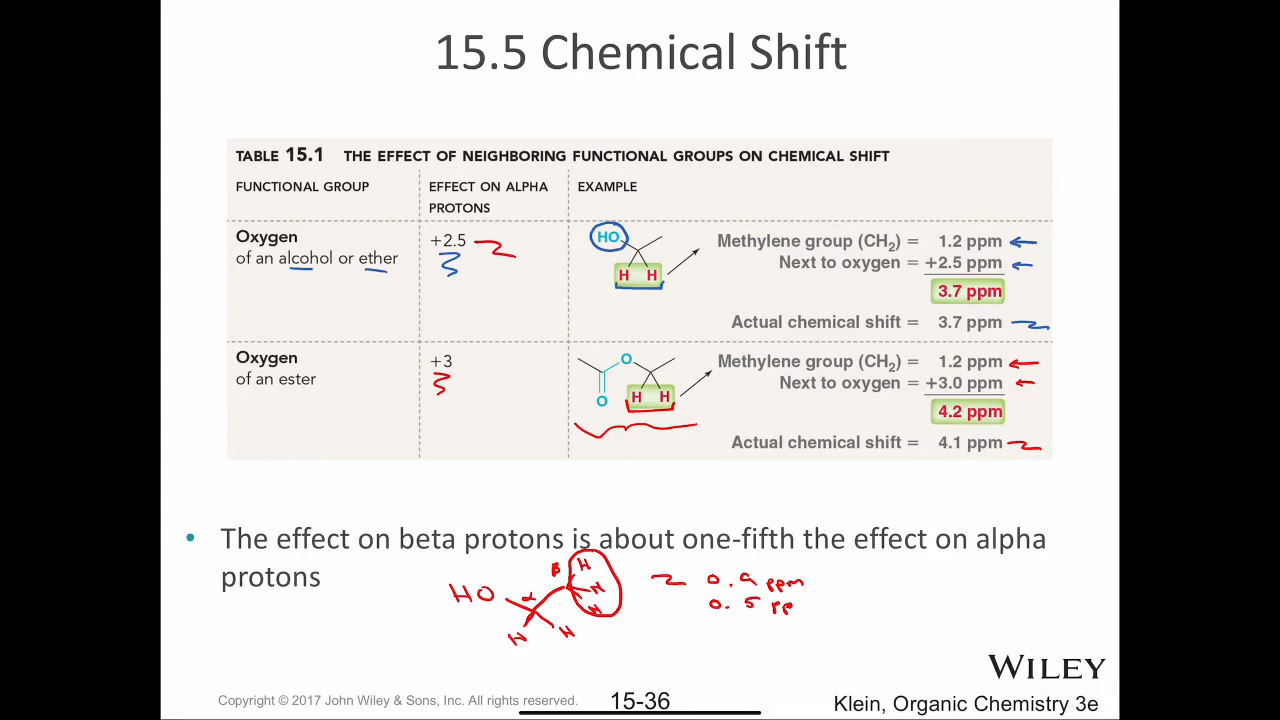 15.5 Chemical Shift
TABLE 15.1 THE EFFECT OF NEIGHBORING FUNCTIONAL GROUPS ON CHEMICAL SHIFT
FUNCTIONAL GROUP
EFFECT ON ALPHA
PROTONS
EXAMPLE
Oxygen
of an alcohol or ether
+2.5
HO
H H
Methylene group (CH₂) = 1.2 ppm
Next to oxygen = +2.5 ppm
3.7 ppm
Actual chemical shift = 3.7 ppm
Oxygen
of an ester
+3
O
O
H H
Methylene group (CH₂) = 1.2 ppm
Next to oxygen = +3.0 ppm
4.2 ppm
Actual chemical shift = 4.1 ppm
• The effect on beta protons is about one-fifth the effect on alpha
protons
HO α β H
H
H
H H
0.9 ppm
0.5 pp
WILEY
Copyright © 2017 John Wiley & Sons, Inc. All rights reserved.
15-36
Klein, Organic Chemistry 3e